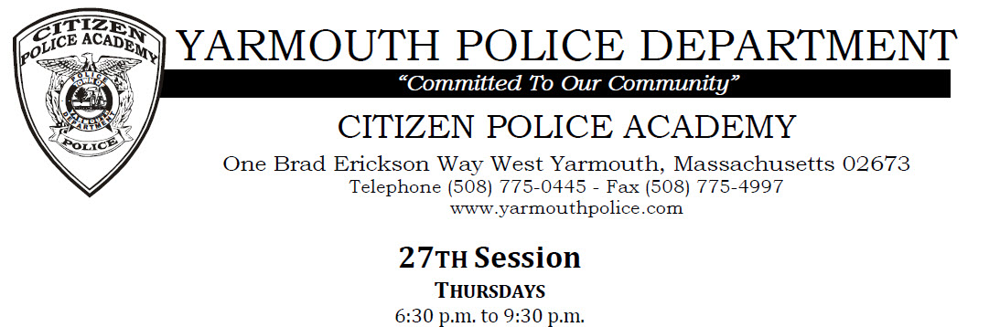 CITIZEN
POLICE ACADEMY
POLICE
DEPARTMENT
POLICE
YARMOUTH POLICE DEPARTMENT
“Committed To Our Community”
CITIZEN POLICE ACADEMY
One Brad Erickson Way West Yarmouth, Massachusetts 02673
Telephone (508) 775-0445 - Fax (508) 775-4997
www.yarmouthpolice.com
27TH Session
THURSDAYS
6:30 p.m. to 9:30 p.m.